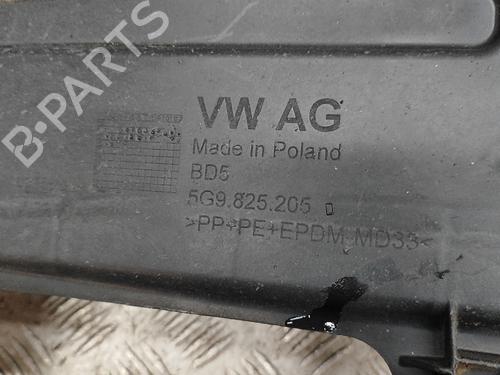 B-PARTS
VW AG
Made in Poland
BD5
5G9.825.205
>PP+PE+EPDM MD33<